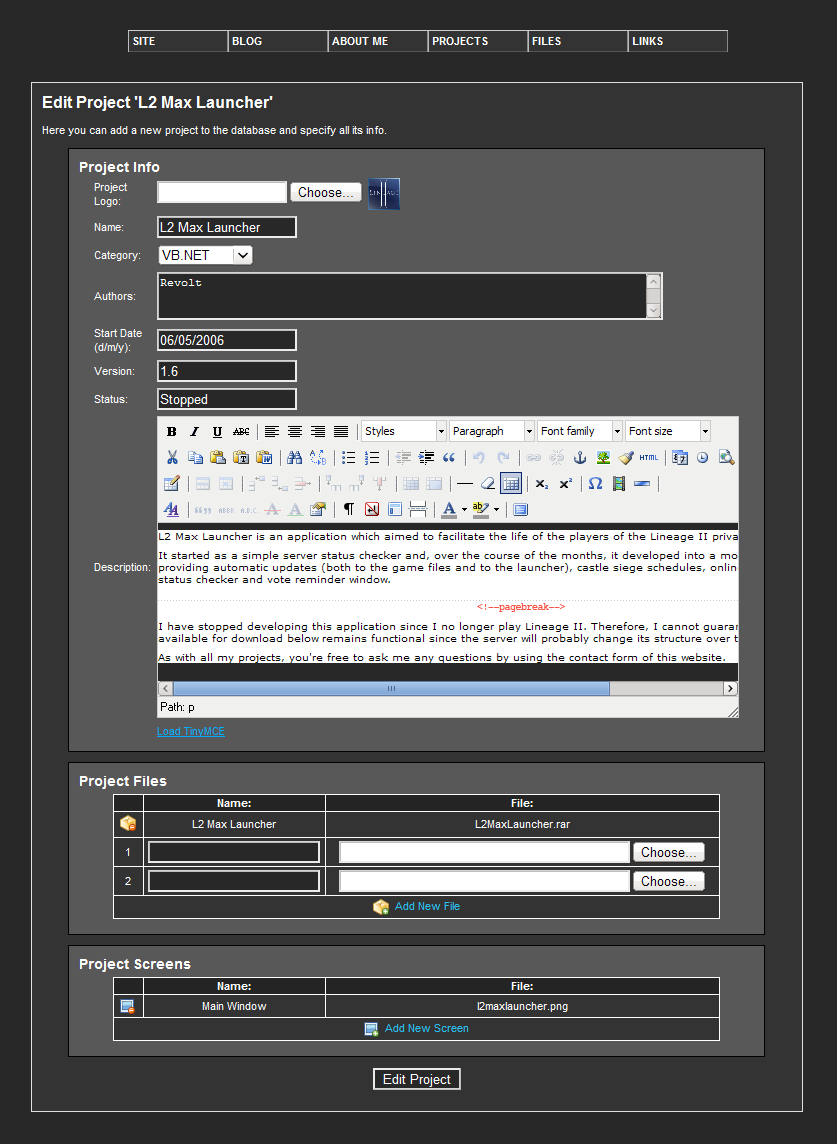 SITE BLOG ABOUT ME PROJECTS FILES LINKS
Edit Project 'L2 Max Launcher'
Here you can add a new project to the database and specify all its info.
Project Info
Project
Logo: Choose...
Name: L2 Max Launcher
Category: VB.NET
Authors: Revolt
Start Date
(d/m/y): 06/05/2006
Version: 1.6
Status: Stopped
B I U ABC Styles Paragraph Font family Font size
HTML
Description:
L2 Max Launcher is an application which aimed to facilitate the life of the players of the Lineage II priva
It started as a simple server status checker and, over the course of the months, it developed into a mo
providing automatic updates (both to the game files and to the launcher), castle siege schedules, onlin
status checker and vote reminder window.
<!--pagebreak-->
I have stopped developing this application since I no longer play Lineage II. Therefore, I cannot guarar
available for download below remains functional since the server will probably change its structure over t
As with all my projects, you're free to ask me any questions by using the contact form of this website.
Path: p
Load TinyMCE
Project Files
Name: File:
L2 Max Launcher L2MaxLauncher.rar
1 Choose...
2 Choose...
Add New File
Project Screens
Name: File:
Main Window l2maxlauncher.png
Add New Screen
Edit Project